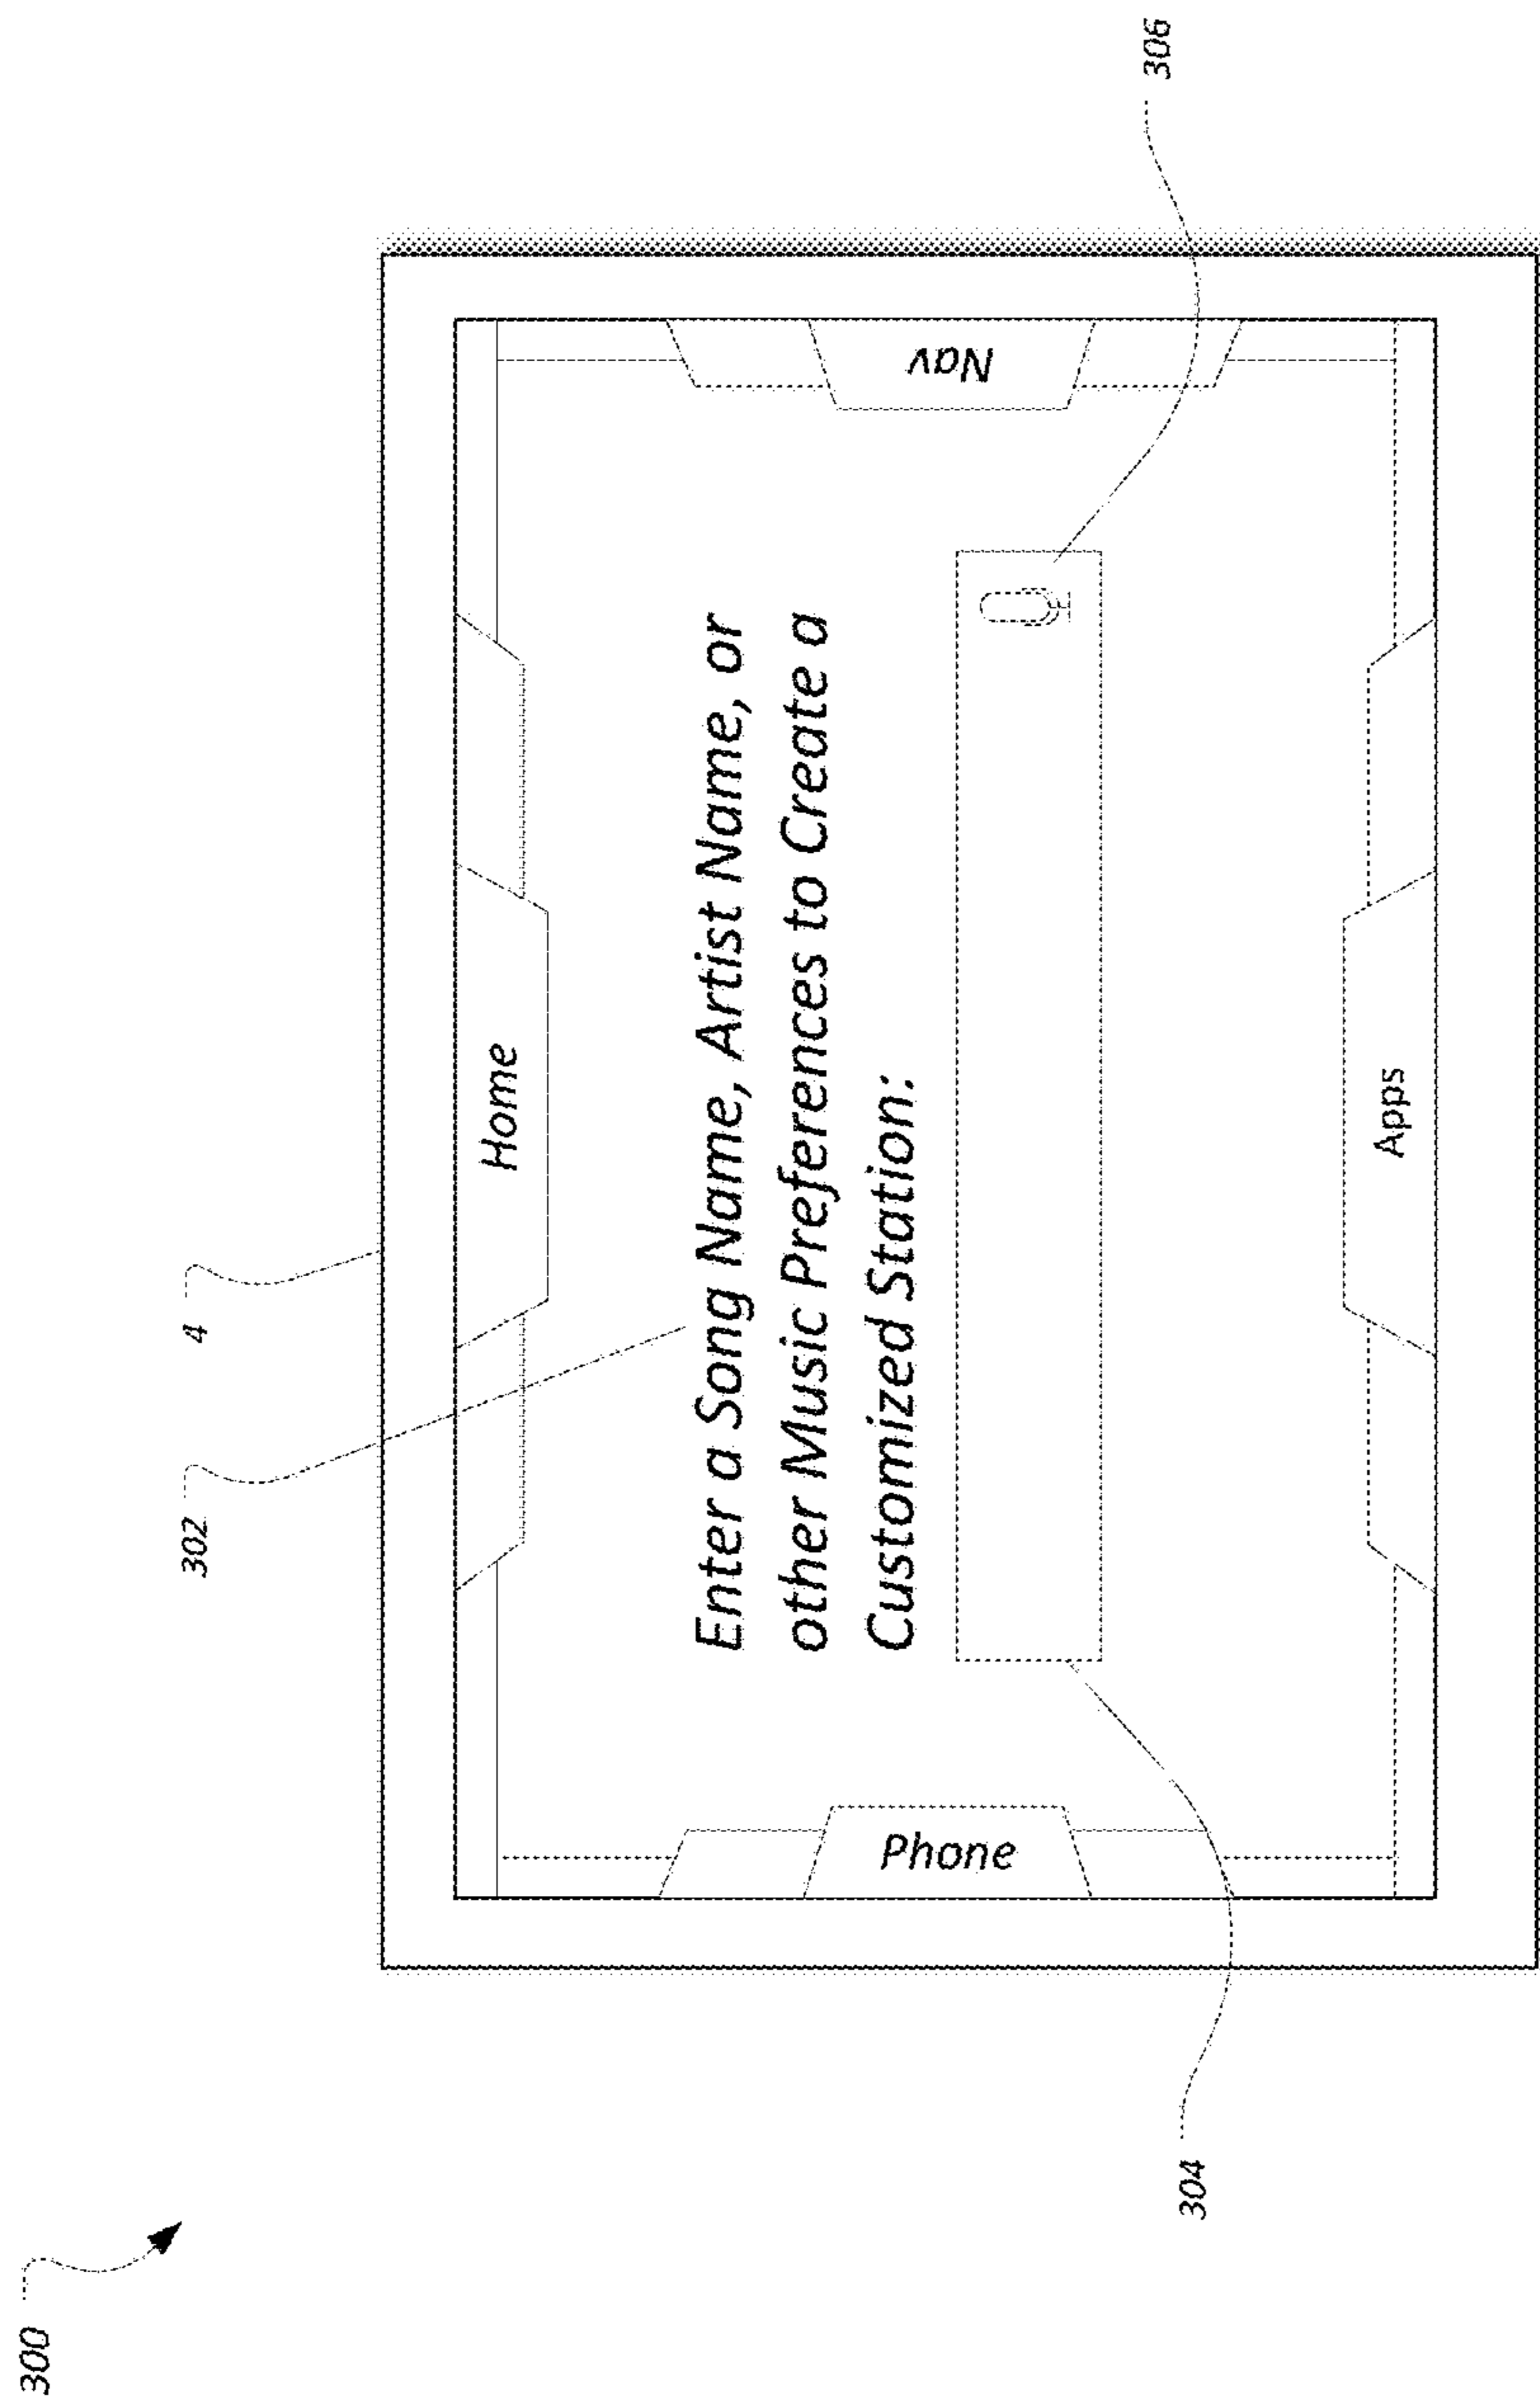 300
302
4
Home
Enter a Song Name, Artist Name, or
other Music Preferences to Create a
Customized Station:
Phone
Nav
Apps
304
306